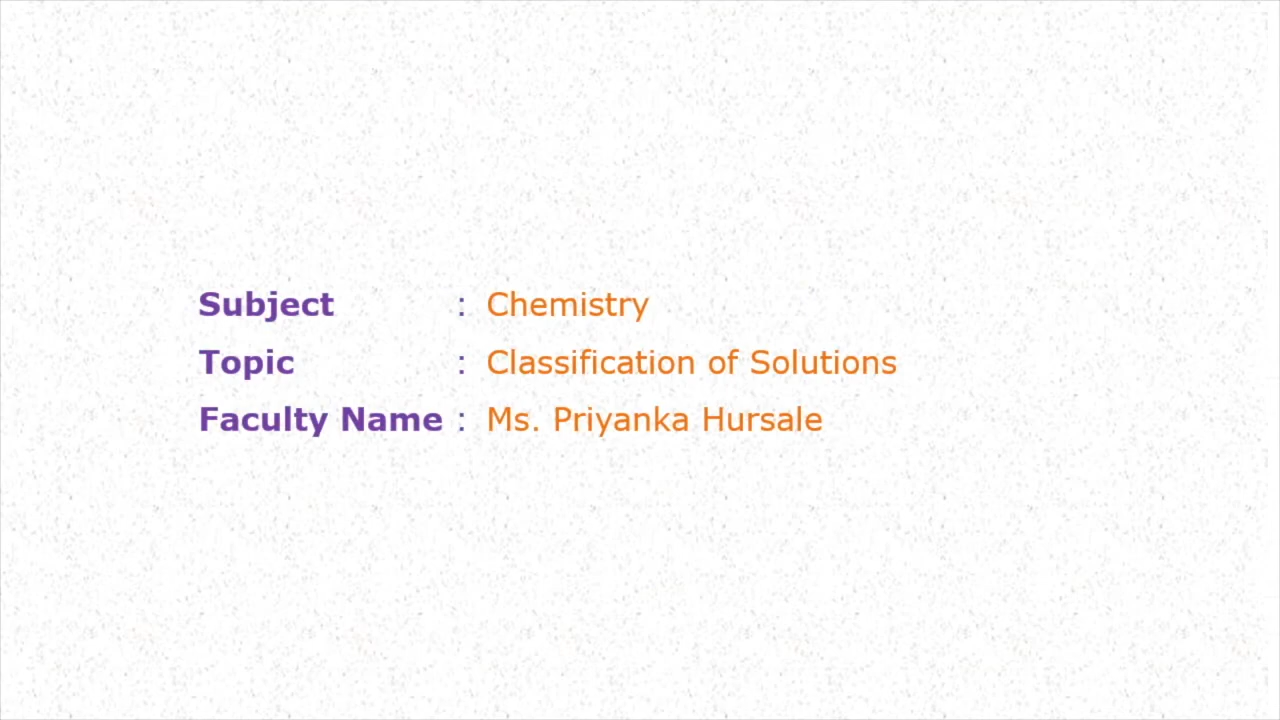 Subject : Chemistry
Topic : Classification of Solutions
Faculty Name : Ms. Priyanka Hursale